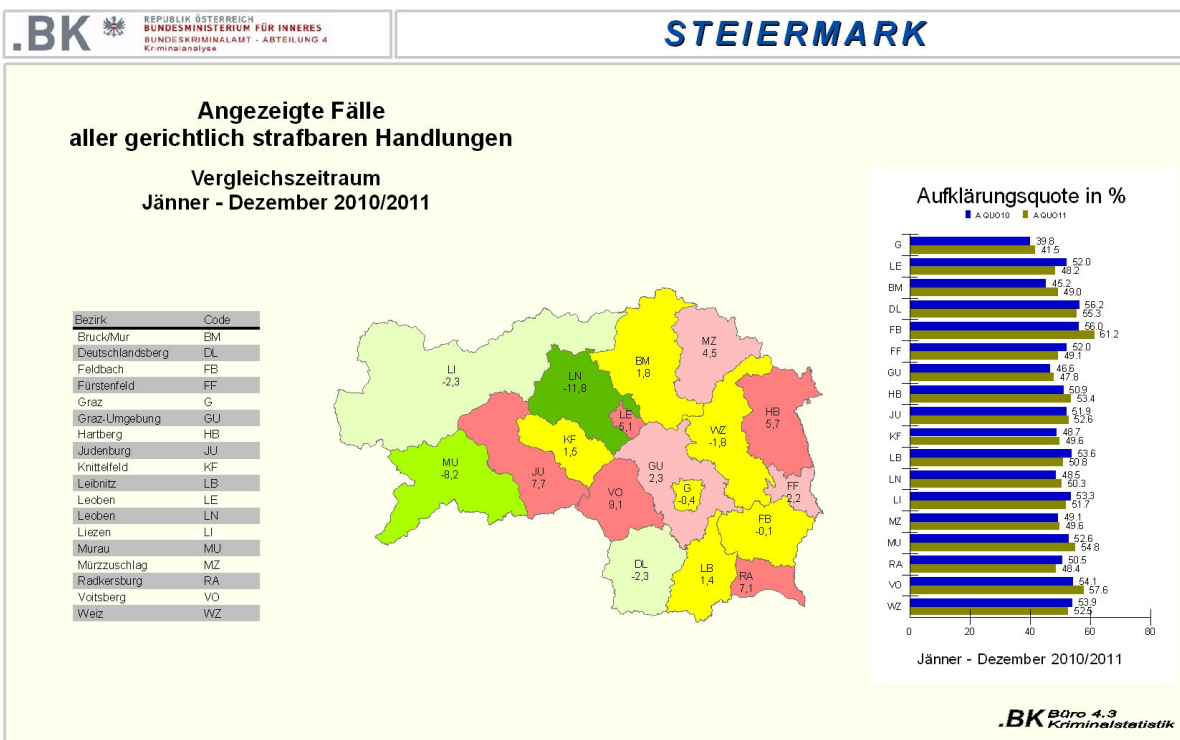 .BK
REPUBLIK ÖSTERREICH
BUNDESMINISTERIUM FÜR INNERES
BUNDESKRIMINALAMT - ABTEILUNG 4
Kriminalanalyse
STEIERMARK
Angezeigte Fälle
aller gerichtlich strafbaren Handlungen
Vergleichszeitraum
Jänner - Dezember 2010/2011
Bezirk Code
Bruck/Mur BM
Deutschlandsberg DL
Feldbach FB
Fürstenfeld FF
Graz G
Graz-Umgebung GU
Hartberg HB
Judenburg JU
Knittelfeld KF
Leibnitz LB
Leoben LE
Leoben LN
Liezen LI
Murau MU
Mürzzuschlag MZ
Radkersburg RA
Voitsberg VO
Weiz WZ
LI
-2,3
LN
-11,8
BM
1,8
MZ
4,5
LE
5,1
HB
5,7
WZ
-1,8
KF
1,5
MU
-8,2
JU
7,7
VO
9,1
GU
2,3
G
-0,4
FF
2,2
FB
-0,1
DL
-2,3
LB
1,4
RA
7,1
Aufklärungsquote in %
AQUO10 AQUO11
G 39.8
41.5
LE 52.0
48.2
BM 45.2
49.0
DL 56.2
55.3
FB 56.0
61.2
FF 52.0
49.1
GU 46.6
47.8
HB 50.9
53.4
JU 51.9
52.6
KF 48.7
49.6
LB 53.6
50.8
LN 48.5
50.3
LI 53.3
51.7
MZ 49.1
49.6
MU 52.6
54.8
RA 50.5
48.4
VO 54.1
57.6
WZ 53.9
52.5
0 20 40 60 80
Jänner - Dezember 2010/2011
.BK Büro 4.3
Kriminalstatistik